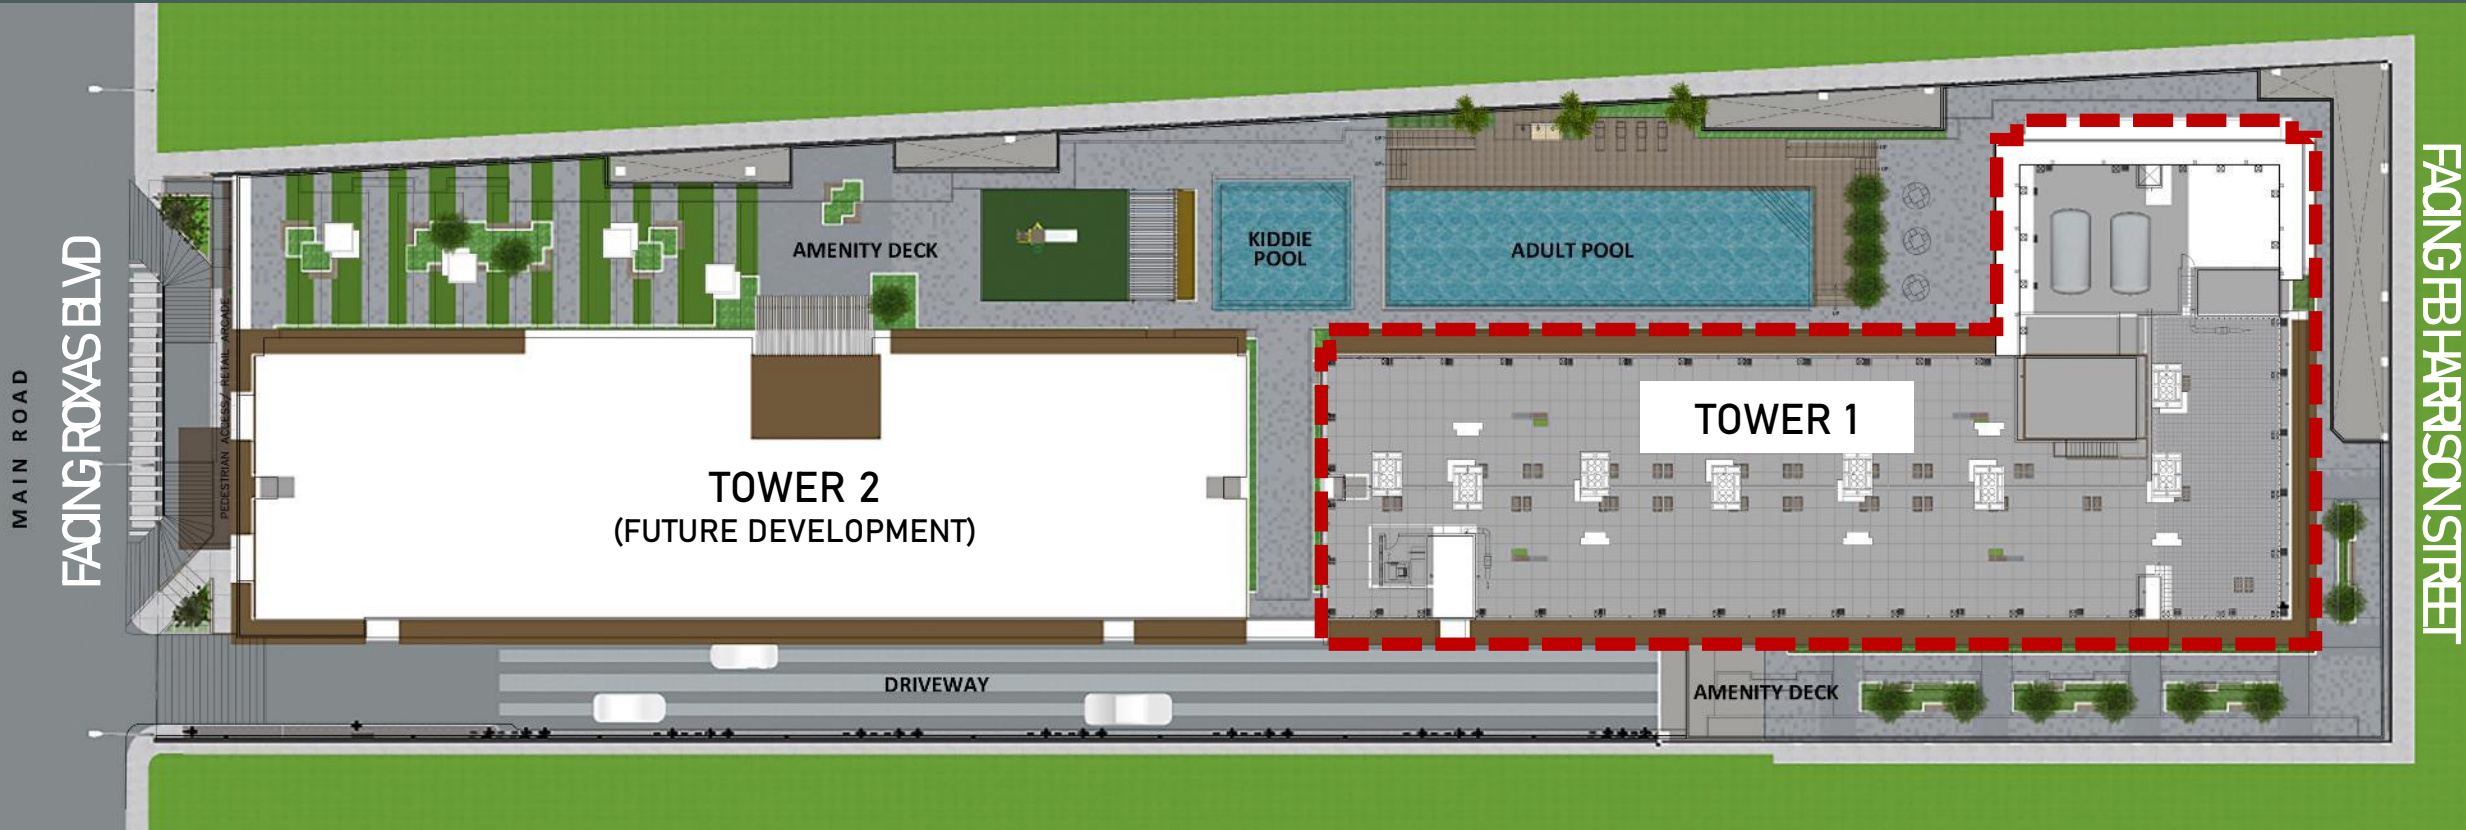 MAIN ROAD
FACING ROXAS BLVD
PEDESTRIAN ACCESS/ RETAIL ARCADE
AMENITY DECK
KIDDIE
POOL
ADULT POOL
TOWER 1
TOWER 2
(FUTURE DEVELOPMENT)
DRIVEWAY
AMENITY DECK
FACING FB HARRISON STREET